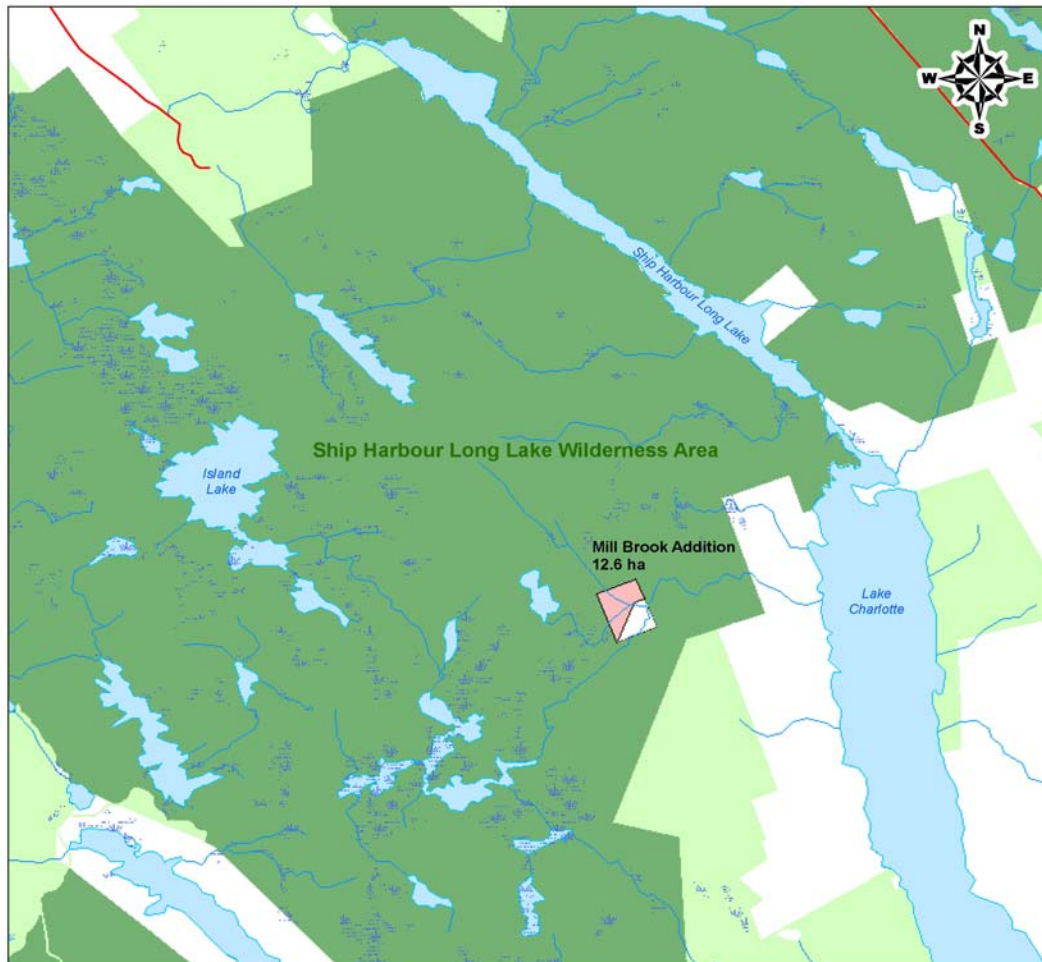 N
W E
S
Ship Harbour Long Lake
Ship Harbour Long Lake Wilderness Area
Island
Lake
Mill Brook Addition
12.6 ha
Lake
Charlotte